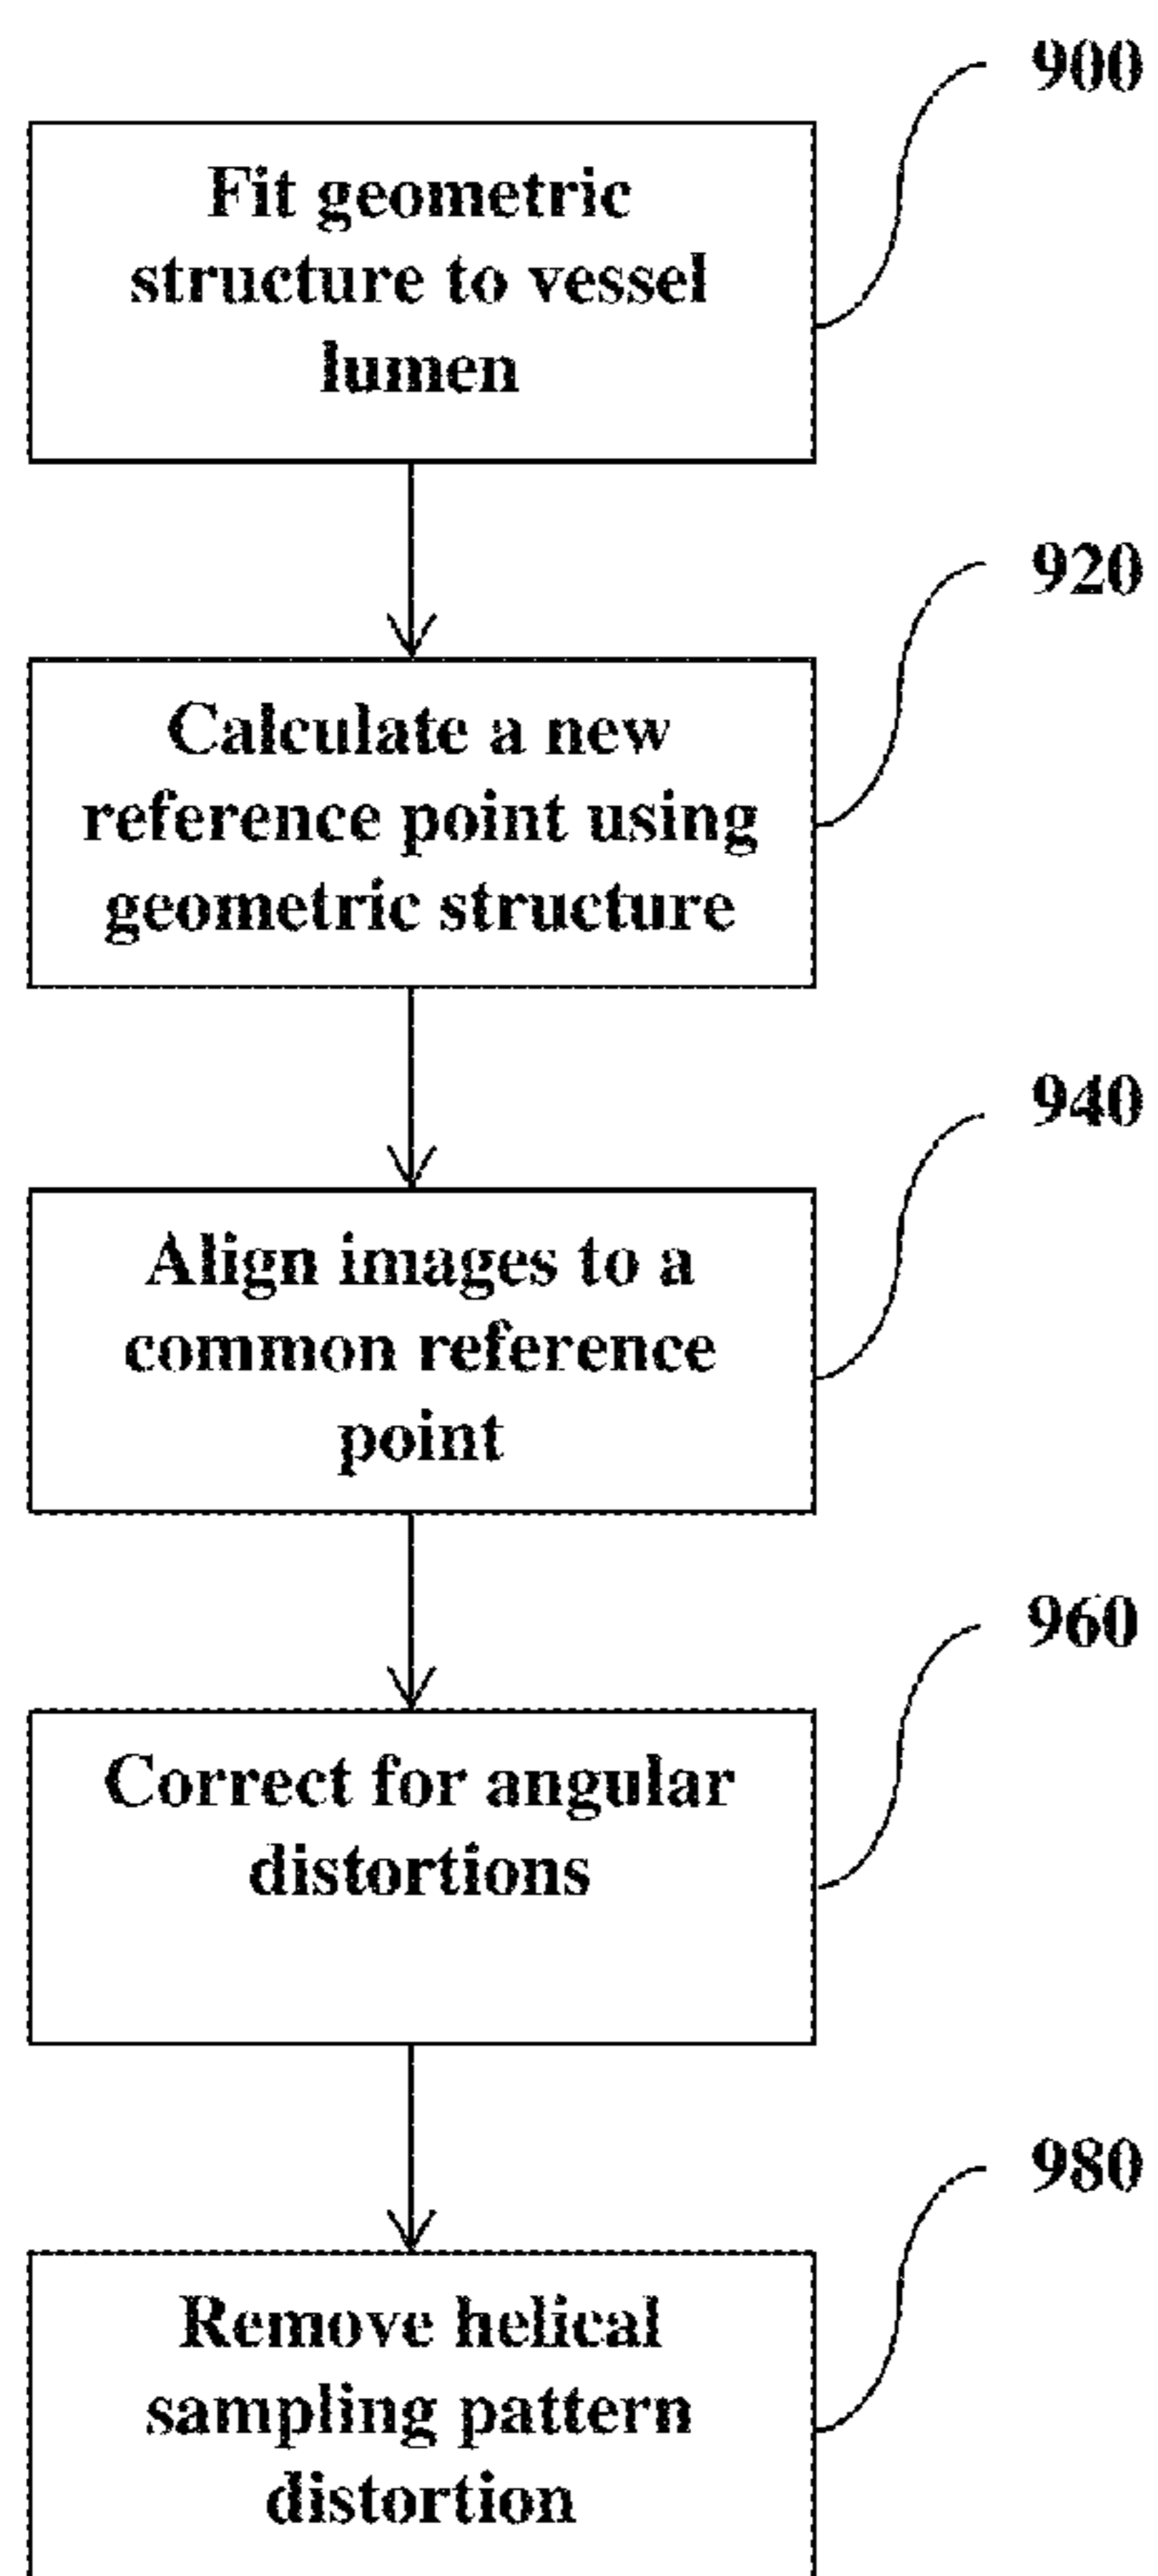 900
Fit geometric
structure to vessel
lumen
920
Calculate a new
reference point using
geometric structure
940
Align images to a
common reference
point
960
Correct for angular
distortions
980
Remove helical
sampling pattern
distortion